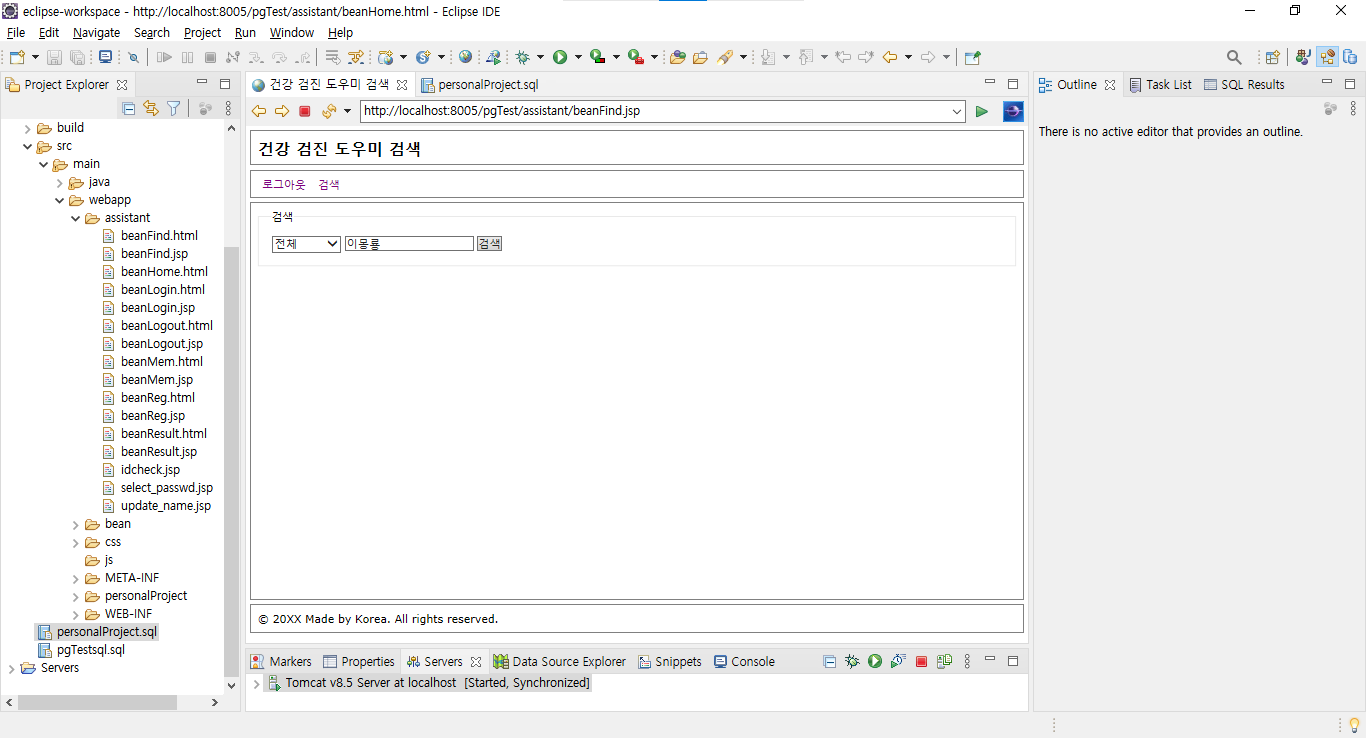 eclipse-workspace - http://localhost:8005/pgTest/assistant/beanHome.html - Eclipse IDE
File Edit Navigate Search Project Run Window Help
Project Explorer
build
src
main
java
webapp
assistant
beanFind.html
beanFind.jsp
beanHome.html
beanLogin.html
beanLogin.jsp
beanLogout.html
beanLogout.jsp
beanMem.html
beanMem.jsp
beanReg.html
beanReg.jsp
beanResult.html
beanResult.jsp
idcheck.jsp
select_passwd.jsp
update_name.jsp
bean
css
js
META-INF
personalProject
WEB-INF
personalProject.sql
pgTestsql.sql
Servers
건강 검진 도우미 검색 personalProject.sql
http://localhost:8005/pgTest/assistant/beanFind.jsp
건강 검진 도우미 검색
로그아웃 검색
검색
전체 이몽룡 검색
© 20XX Made by Korea. All rights reserved.
Markers Properties Servers Data Source Explorer Snippets Console
Tomcat v8.5 Server at localhost [Started, Synchronized]
Outline Task List SQL Results
There is no active editor that provides an outline.